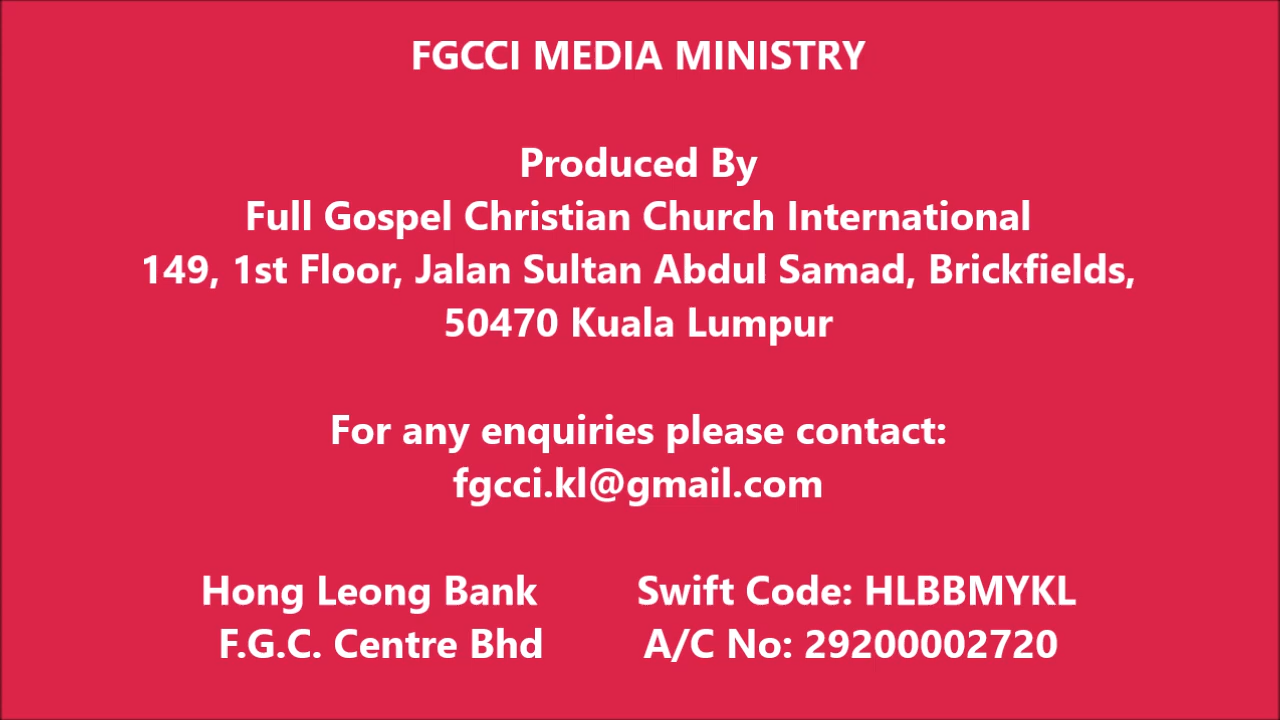 FGCCI MEDIA MINISTRY
Produced By
Full Gospel Christian Church International
149, 1st Floor, Jalan Sultan Abdul Samad, Brickfields,
50470 Kuala Lumpur
For any enquiries please contact:
fgcci.kl@gmail.com
Hong Leong Bank Swift Code: HLBBMYKL
F.G.C. Centre Bhd A/C No: 29200002720